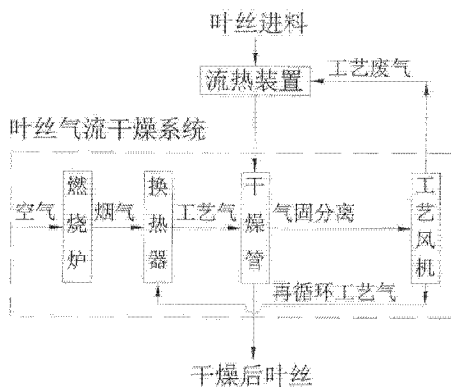 叶丝进料
流热装置
工艺废气
叶丝气流干燥系统
空气
燃烧炉
烟气
换热器
工艺气
干燥管
气固分离
工艺风机
再循环工艺气
干燥后叶丝